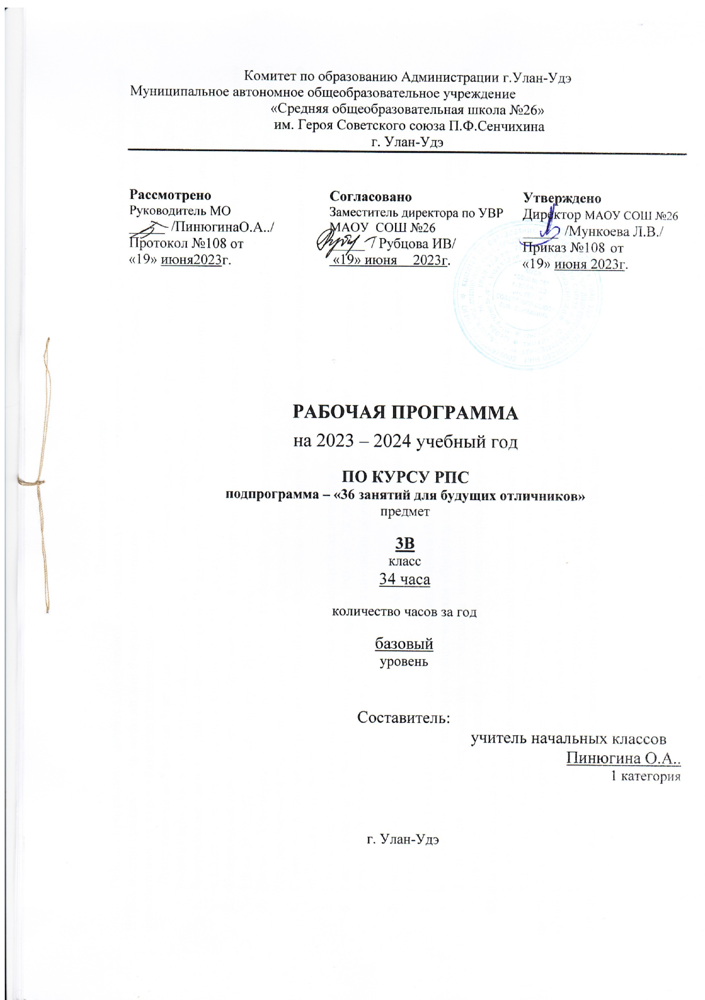 Комитет по образованию Администрации г.Улан-Удэ
Муниципальное автономное общеобразовательное учреждение
«Средняя общеобразовательная школа №26»
им. Героя Советского союза П.Ф.Сенчихина
г. Улан-Удэ
Рассмотрено
Руководитель МО
/ПинюгинаО.А../
Протокол №108 от
«19» июня2023г.
Согласовано
Заместитель директора по УВР
МАОУ СОШ №26
/ Рубцова ИВ/
«19» июня 2023г.
Утверждено
Директор МАОУ СОШ №26
/Мункоева Л.В./
Приказ №108 от
«19» июня 2023г.
РАБОЧАЯ ПРОГРАММА
на 2023 – 2024 учебный год
ПО КУРСУ РПС
подпрограмма – «36 занятий для будущих отличников»
предмет
3В
класс
34 часа
количество часов за год
базовый
уровень
Составитель:
учитель начальных классов
Пинюгина О.А..
1 категория
г. Улан-Удэ